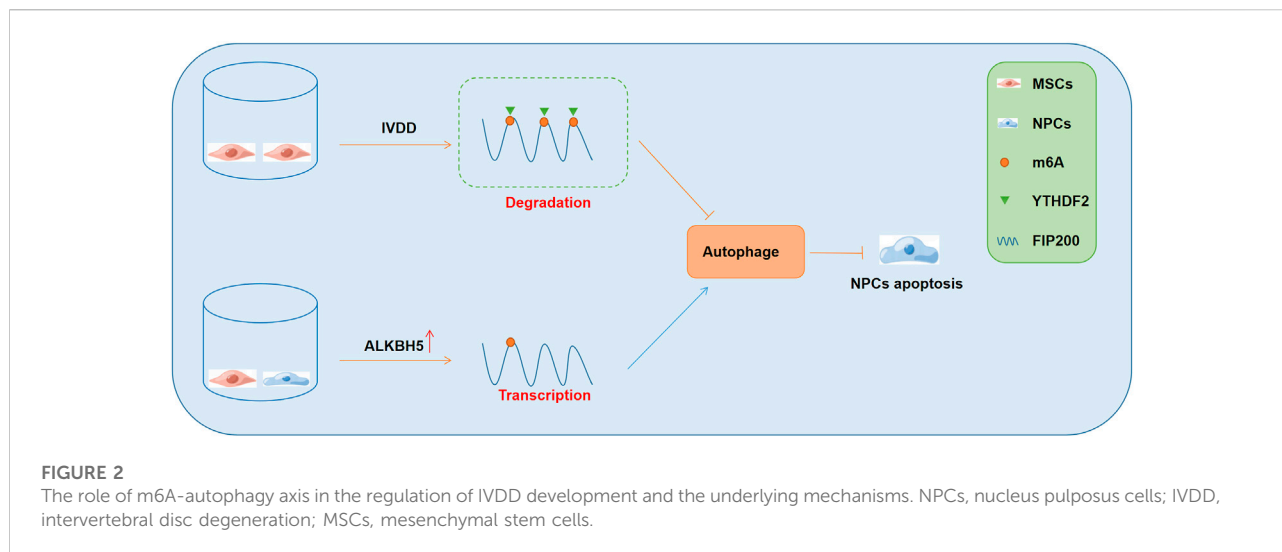 IVDD
Degradation
ALKBH5
Transcription
Autophage
NPCs apoptosis
MSCs
NPCs
m6A
YTHDF2
FIP200
FIGURE 2
The role of m6A-autophagy axis in the regulation of IVDD development and the underlying mechanisms. NPCs, nucleus pulposus cells; IVDD,
intervertebral disc degeneration; MSCs, mesenchymal stem cells.